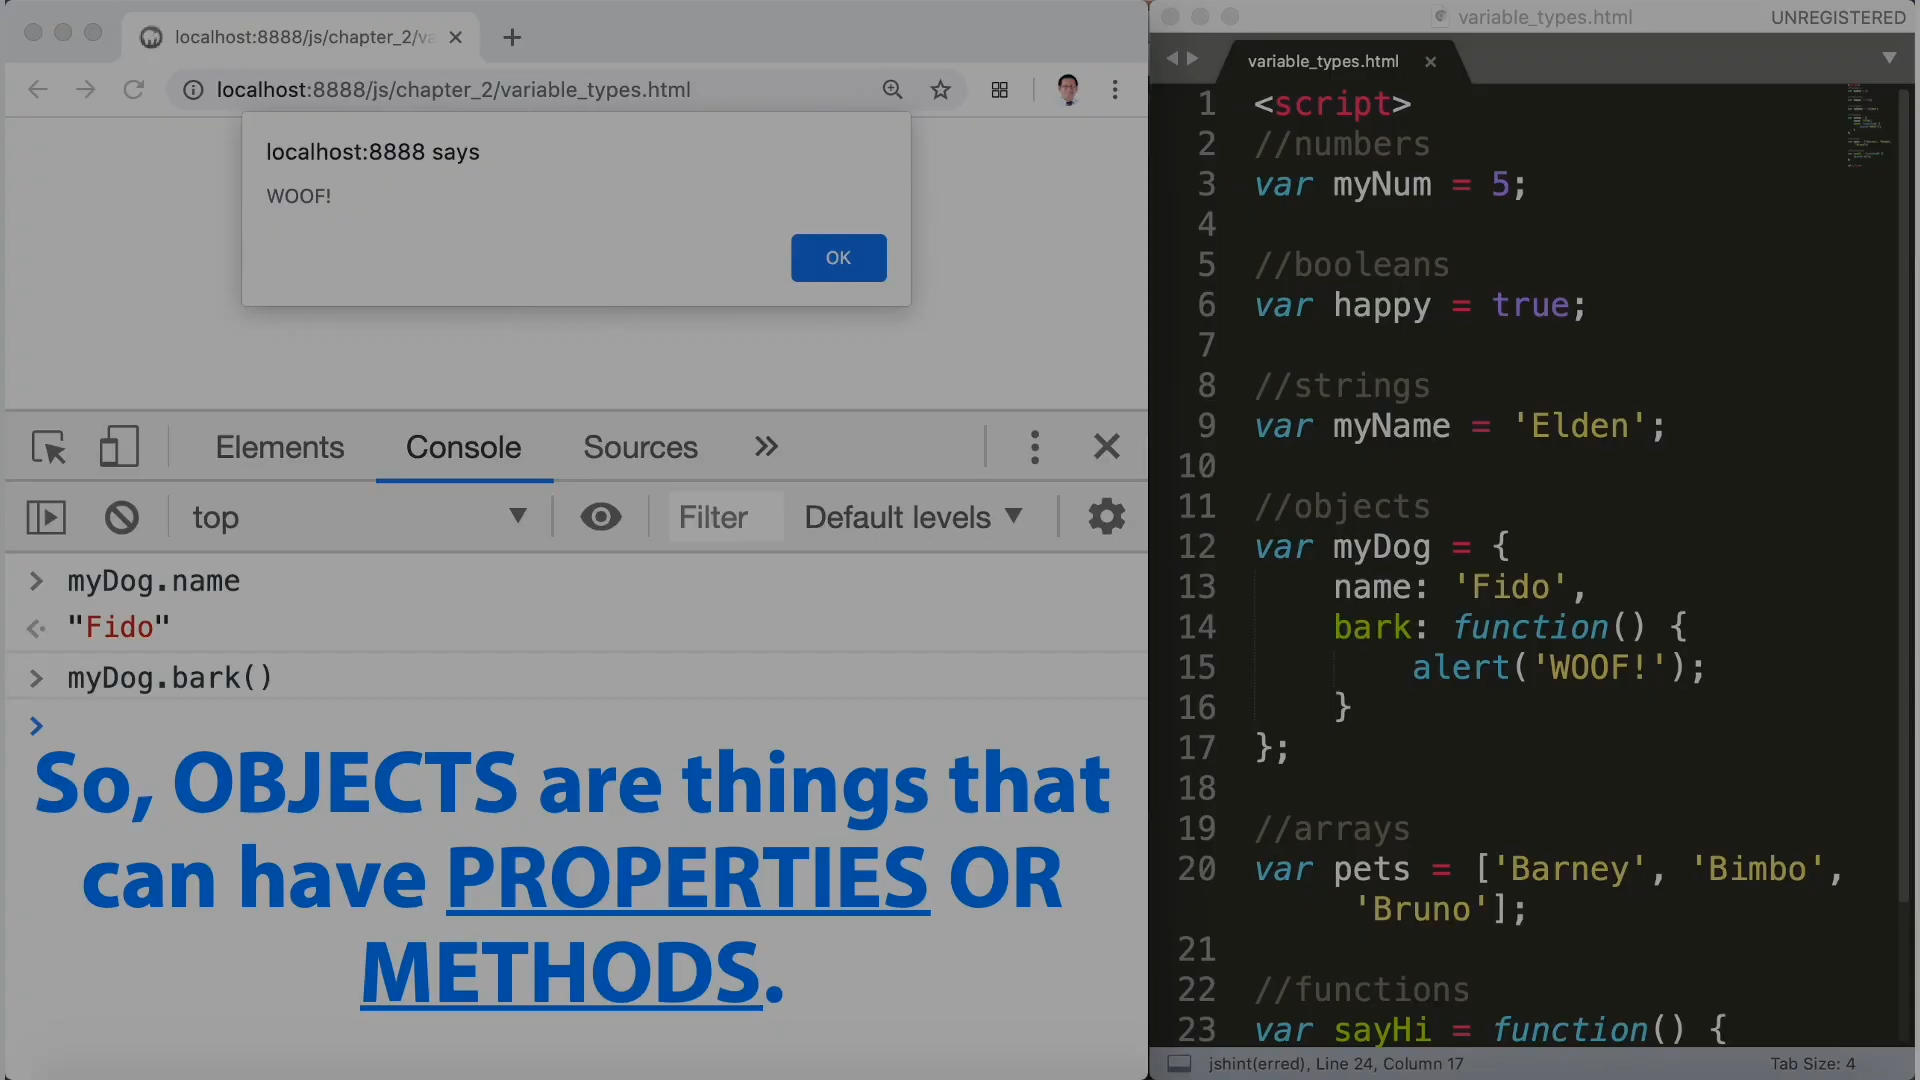 localhost:8888/js/chapter_2/va
localhost:8888/js/chapter_2/variable_types.html
localhost:8888 says
WOOF!
OK
Elements Console Sources »
top Filter Default levels
> myDog.name
"Fido"
> myDog.bark()
>
So, OBJECTS are things that
can have PROPERTIES OR
METHODS.
variable_types.html UNREGISTERED
variable_types.html
1 <script>
2 //numbers
3 var myNum = 5;
4
5 //booleans
6 var happy = true;
7
8 //strings
9 var myName = 'Elden';
10
11 //objects
12 var myDog = {
13 name: 'Fido',
14 bark: function() {
15 alert('WOOF!');
16 }
17 };
18
19 //arrays
20 var pets = ['Barney', 'Bimbo',
'Bruno'];
21
22 //functions
23 var sayHi = function() {
jshint(erred), Line 24, Column 17 Tab Size: 4